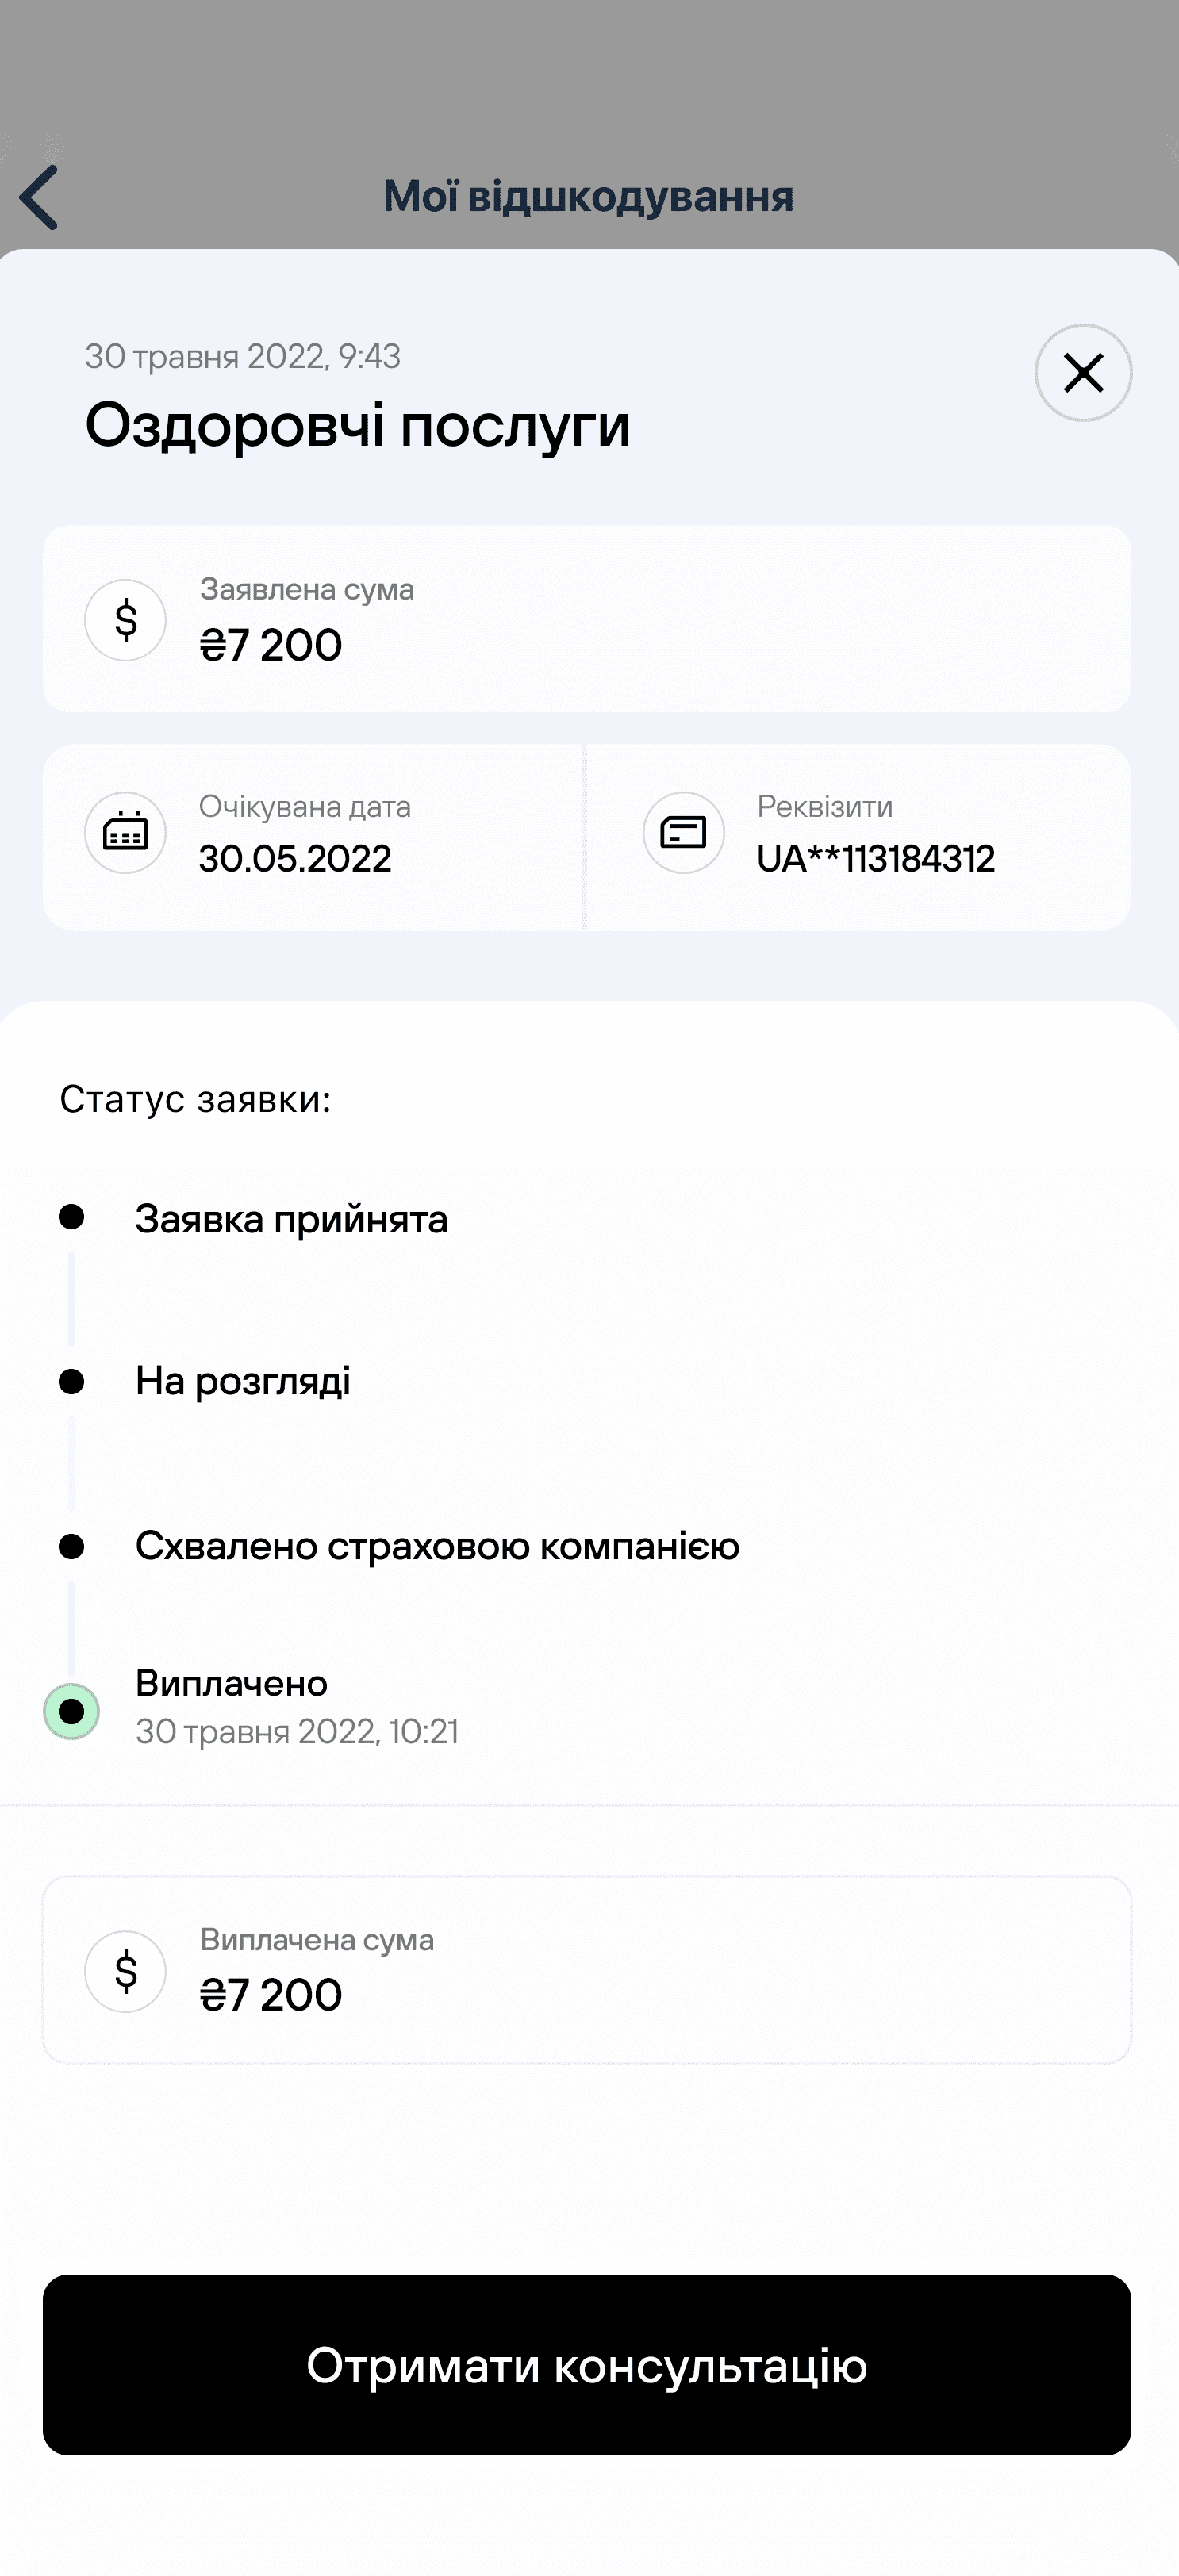 Мої відшкодування
30 травня 2022, 9:43
Оздоровчі послуги
$
Заявлена сума
₴7 200
Очікувана дата
30.05.2022
Реквізити
UA**113184312
Статус заявки:
Заявка прийнята
На розгляді
Схвалено страховою компанією
Виплачено
30 травня 2022, 10:21
$
Виплачена сума
₴7 200
Отримати консультацію